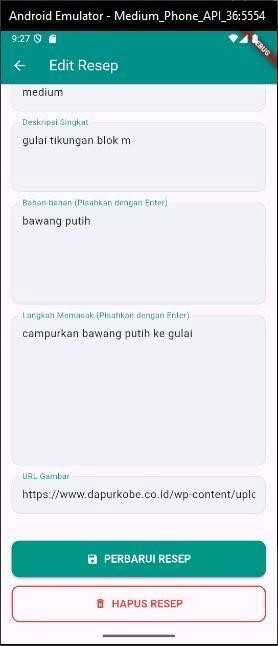 Android Emulator - Medium_Phone_API_36:5554
9:27
DEBUG
Edit Resep
medium
Deskripsi Singkat
gulai tikungan blok m
Bahan-bahan (Pisahkan dengan Enter)
bawang putih
Langkah Memasak (Pisahkan dengan Enter)
campurkan bawang putih ke gulai
URL Gambar
https://www.dapurkobe.co.id/wp-content/uplo
PERBARUI RESEP
HAPUS RESEP